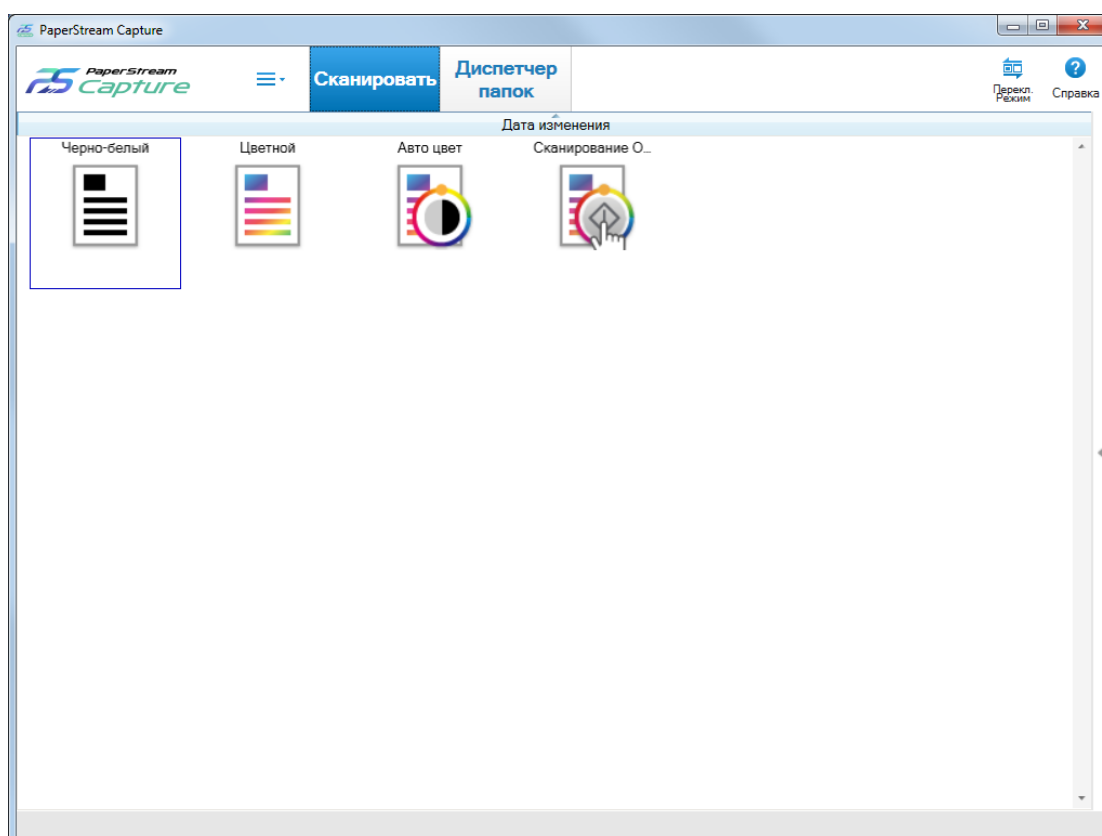 PaperStream Capture
PaperStream
Capture
Сканировать
Диспетчер
папок
Перекл.
Режим
Справка
Дата изменения
Черно-белый
Цветной
Авто цвет
Сканирование О...